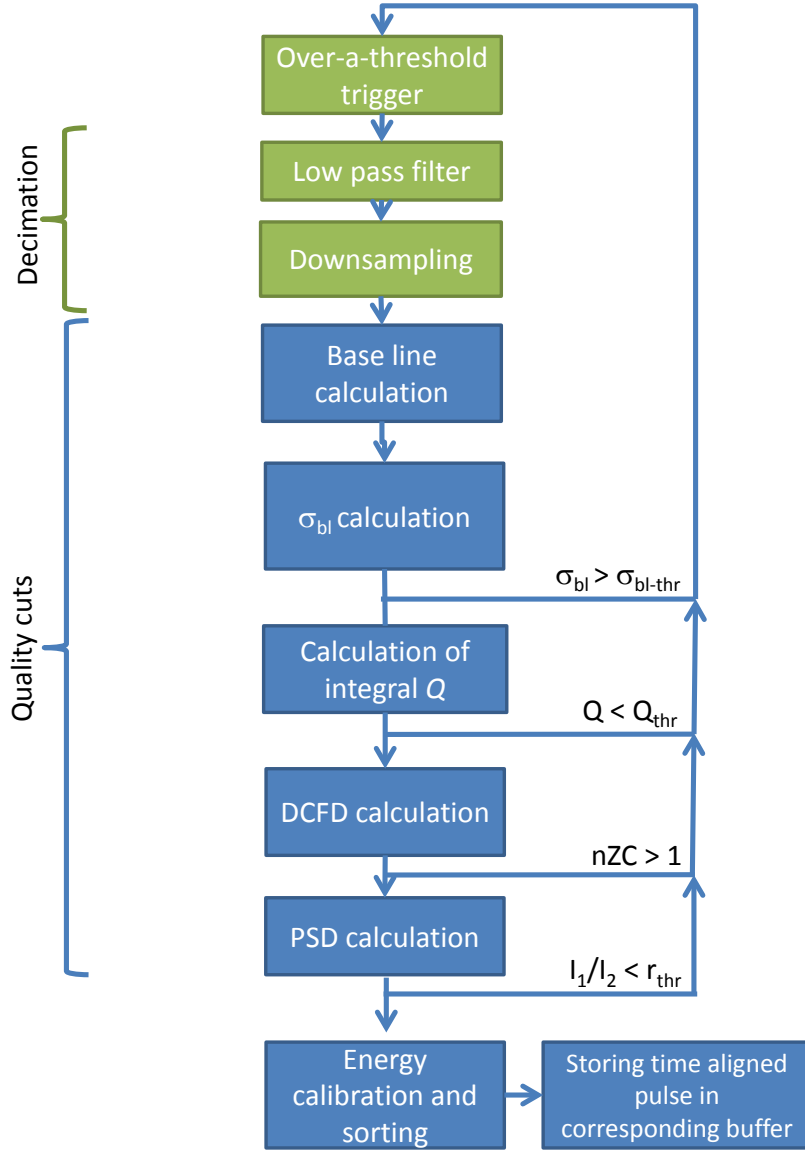 Over-a-threshold
trigger
Decimation
Low pass filter
Downsampling
Quality cuts
Base line
calculation
σbl calculation
σbl > σbl-thr
Calculation of
integral Q
Q < Qthr
DCFD calculation
nZC > 1
PSD calculation
I1/I2 < rthr
Energy
calibration and
sorting
Storing time aligned
pulse in
corresponding buffer